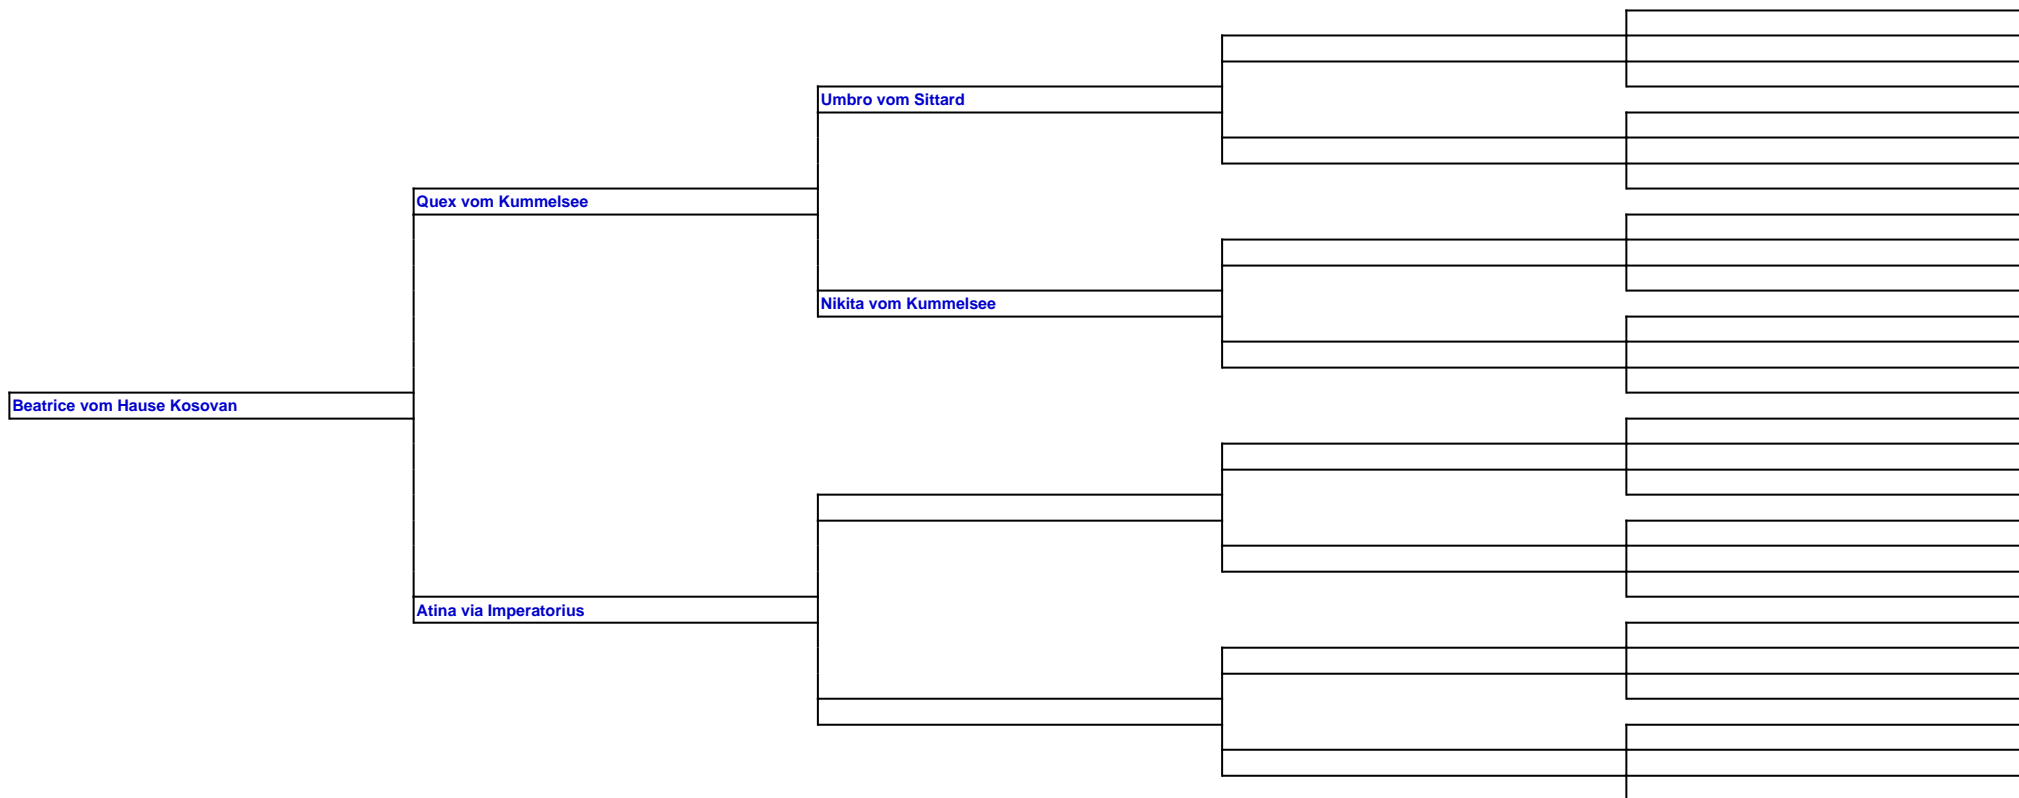 Umbro vom Sittard
Quex vom Kummelsee
Nikita vom Kummelsee
Beatrice vom Hause Kosovan
Atina via Imperatorius